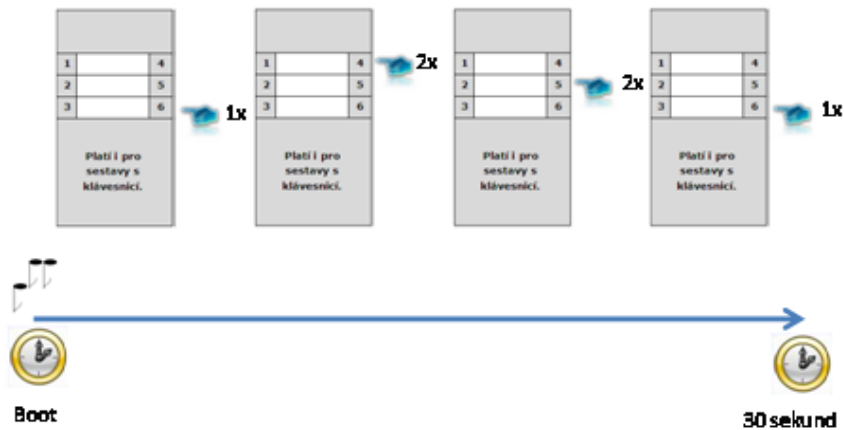 1 4
2 5
3 6
1x
Platí i pro
sestavy s
klávesnicí.
1 4
2 5
3 6
2x
Platí i pro
sestavy s
klávesnicí.
1 4
2 5
3 6
2x
Platí i pro
sestavy s
klávesnicí.
1 4
2 5
3 6
1x
Platí i pro
sestavy s
klávesnicí.
Boot
30 sekund